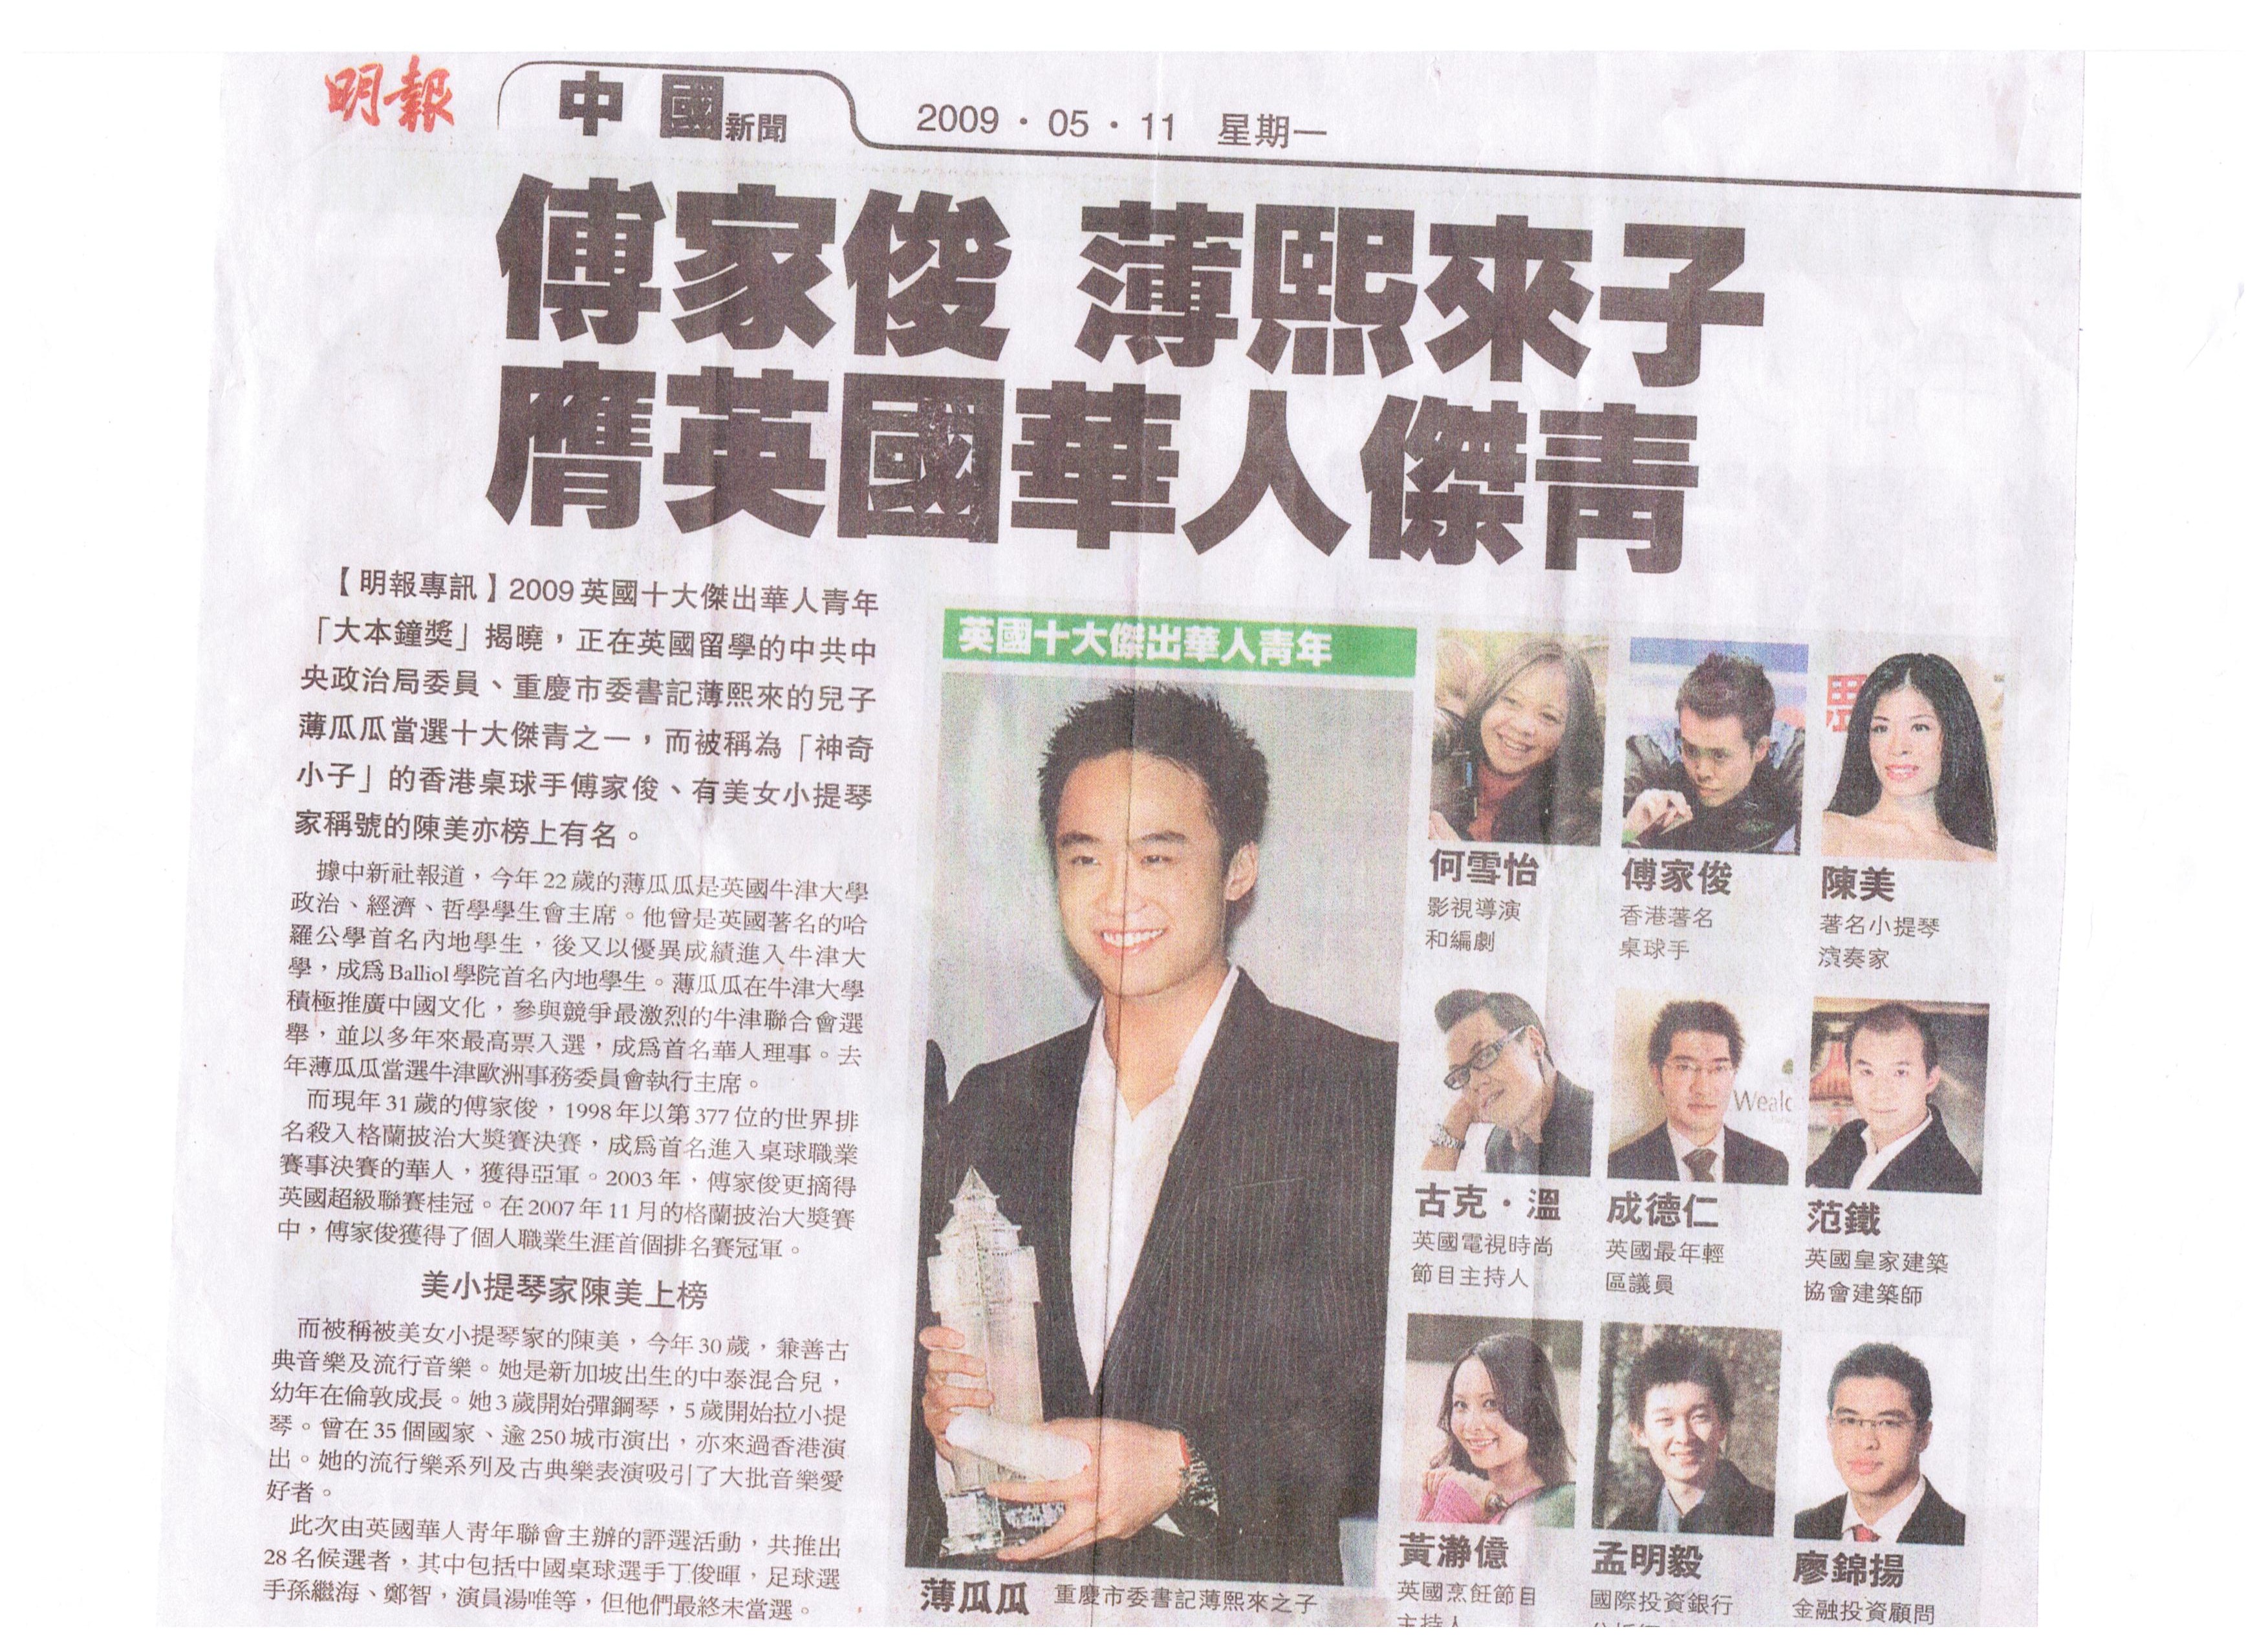 明報
中國新聞
2009・05・11 星期一
傅家俊 薄熙來子
膺英國華人傑青
【明報專訊】2009英國十大傑出華人青年
「大本鐘獎」揭曉，正在英國留學的中共中
央政治局委員、重慶市委書記薄熙來的兒子
薄瓜瓜當選十大傑青之一，而被稱為「神奇
小子」的香港桌球手傅家俊、有美女小提琴
家稱號的陳美亦榜上有名。
據中新社報道，今年22歲的薄瓜瓜是英國牛津大學
政治、經濟、哲學學生會主席。他曾是英國著名的哈
羅公學首名內地學生，後又以優異成績進入牛津大
學，成爲Balliol學院首名內地學生。薄瓜瓜在牛津大學
積極推廣中國文化，參與競爭最激烈的牛津聯合會選
舉，並以多年來最高票入選，成爲首名華人理事。去
年薄瓜瓜當選牛津歐洲事務委員會執行主席。
而現年31歲的傅家俊，1998年以第377位的世界排
名殺入格蘭披治大獎賽決賽，成爲首名進入桌球職業
賽事決賽的華人，獲得亞軍。2003年，傅家俊更摘得
英國超級聯賽桂冠。在2007年11月的格蘭披治大獎賽
中，傅家俊獲得了個人職業生涯首個排名賽冠軍。
美小提琴家陳美上榜
而被稱被美女小提琴家的陳美，今年30歲，兼善古
典音樂及流行音樂。她是新加坡出生的中泰混合兒，
幼年在倫敦成長。她3歲開始彈鋼琴，5歲開始拉小提
琴。曾在35個國家、逾250城市演出，亦來過香港演
出。她的流行樂系列及古典樂表演吸引了大批音樂愛
好者。
此次由英國華人青年聯會主辦的評選活動，共推出
28名候選者，其中包括中國桌球選手丁俊暉，足球選
手孫繼海、鄭智，演員湯唯等，但他們最終未當選。
英國十大傑出華人青年
薄瓜瓜 重慶市委書記薄熙來之子
何雪怡
影視導演
和編劇
傅家俊
香港著名
桌球手
陳美
著名小提琴
演奏家
古克・溫
英國電視時尚
節目主持人
Wealc
成德仁
英國最年輕
區議員
范鐵
英國皇家建築
協會建築師
黃瀞億
英國烹飪節目
主持人
孟明毅
國際投資銀行
廖錦揚
金融投資顧問